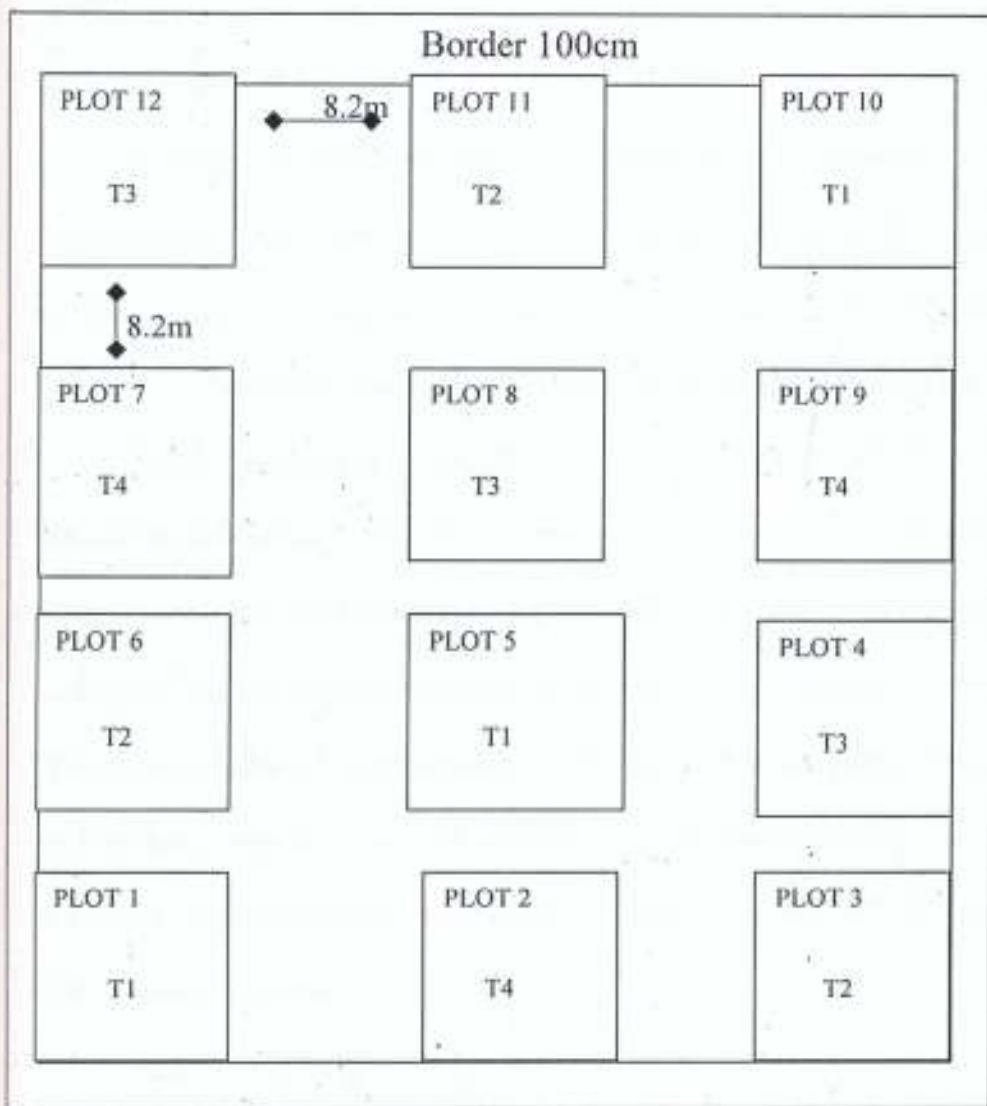 Border 100cm
PLOT 12
8.2m
PLOT 11
PLOT 10
T3
T2
T1
8.2m
PLOT 7
PLOT 8
PLOT 9
T4
T3
T4
PLOT 6
PLOT 5
PLOT 4
T2
T1
T3
PLOT 1
PLOT 2
PLOT 3
T1
T4
T2